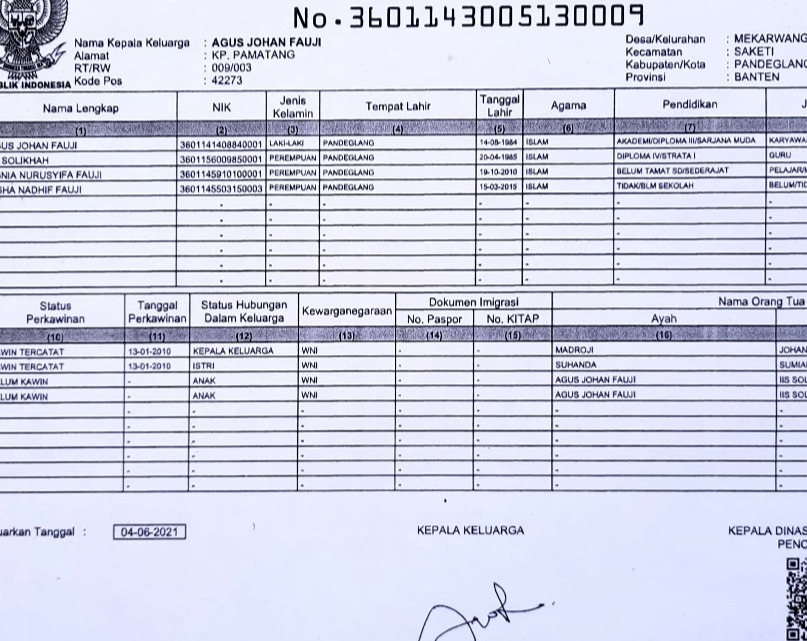 No. 3601143005130009
Nama Kepala Keluarga : AGUS JOHAN FAUJI
Alamat : KP. PAMATANG
RT/RW : 009/003
Kode Pos : 42273
Desa/Kelurahan : MEKARWANG
Kecamatan : SAKETI
Kabupaten/Kota : PANDEGLANG
Provinsi : BANTEN
BLIK INDONESIA
Nama Lengkap NIK Jenis Kelamin Tempat Lahir Tanggal Lahir Agama Pendidikan J
(1) (2) (3) (4) (5) (6) (7)
US JOHAN FAUJI 3601141408840001 LAKI-LAKI PANDEGLANG 14-08-1984 ISLAM AKADEMI/DIPLOMA III/SARJANA MUDA KARYAWA
SOLIKHAH 3601156009850001 PEREMPUAN PANDEGLANG 20-04-1985 ISLAM DIPLOMA IV/STRATA I GURU
NIA NURUSYIFA FAUJI 3601145910100001 PEREMPUAN PANDEGLANG 19-10-2010 ISLAM BELUM TAMAT SD/SEDERAJAT PELAJAR/
SHA NADHIF FAUJI 3601145503150003 PEREMPUAN PANDEGLANG 15-03-2015 ISLAM TIDAK/BLM SEKOLAH BELUM/TID
Status Perkawinan Tanggal Perkawinan Status Hubungan Dalam Keluarga Kewarganegaraan Dokumen Imigrasi Nama Orang Tua
No. Paspor No. KITAP Ayah
(10) (11) (12) (13) (14) (15) (16)
WIN TERCATAT 13-01-2010 KEPALA KELUARGA WNI - - MADROJI JOHAN
WIN TERCATAT 13-01-2010 ISTRI WNI - - SUHANDA SUMIA
LUM KAWIN - ANAK WNI - - AGUS JOHAN FAUJI IIS SOL
LUM KAWIN - ANAK WNI - - AGUS JOHAN FAUJI IIS SOL
uarkan Tanggal : 04-06-2021
KEPALA KELUARGA
KEPALA DINAS
PENC